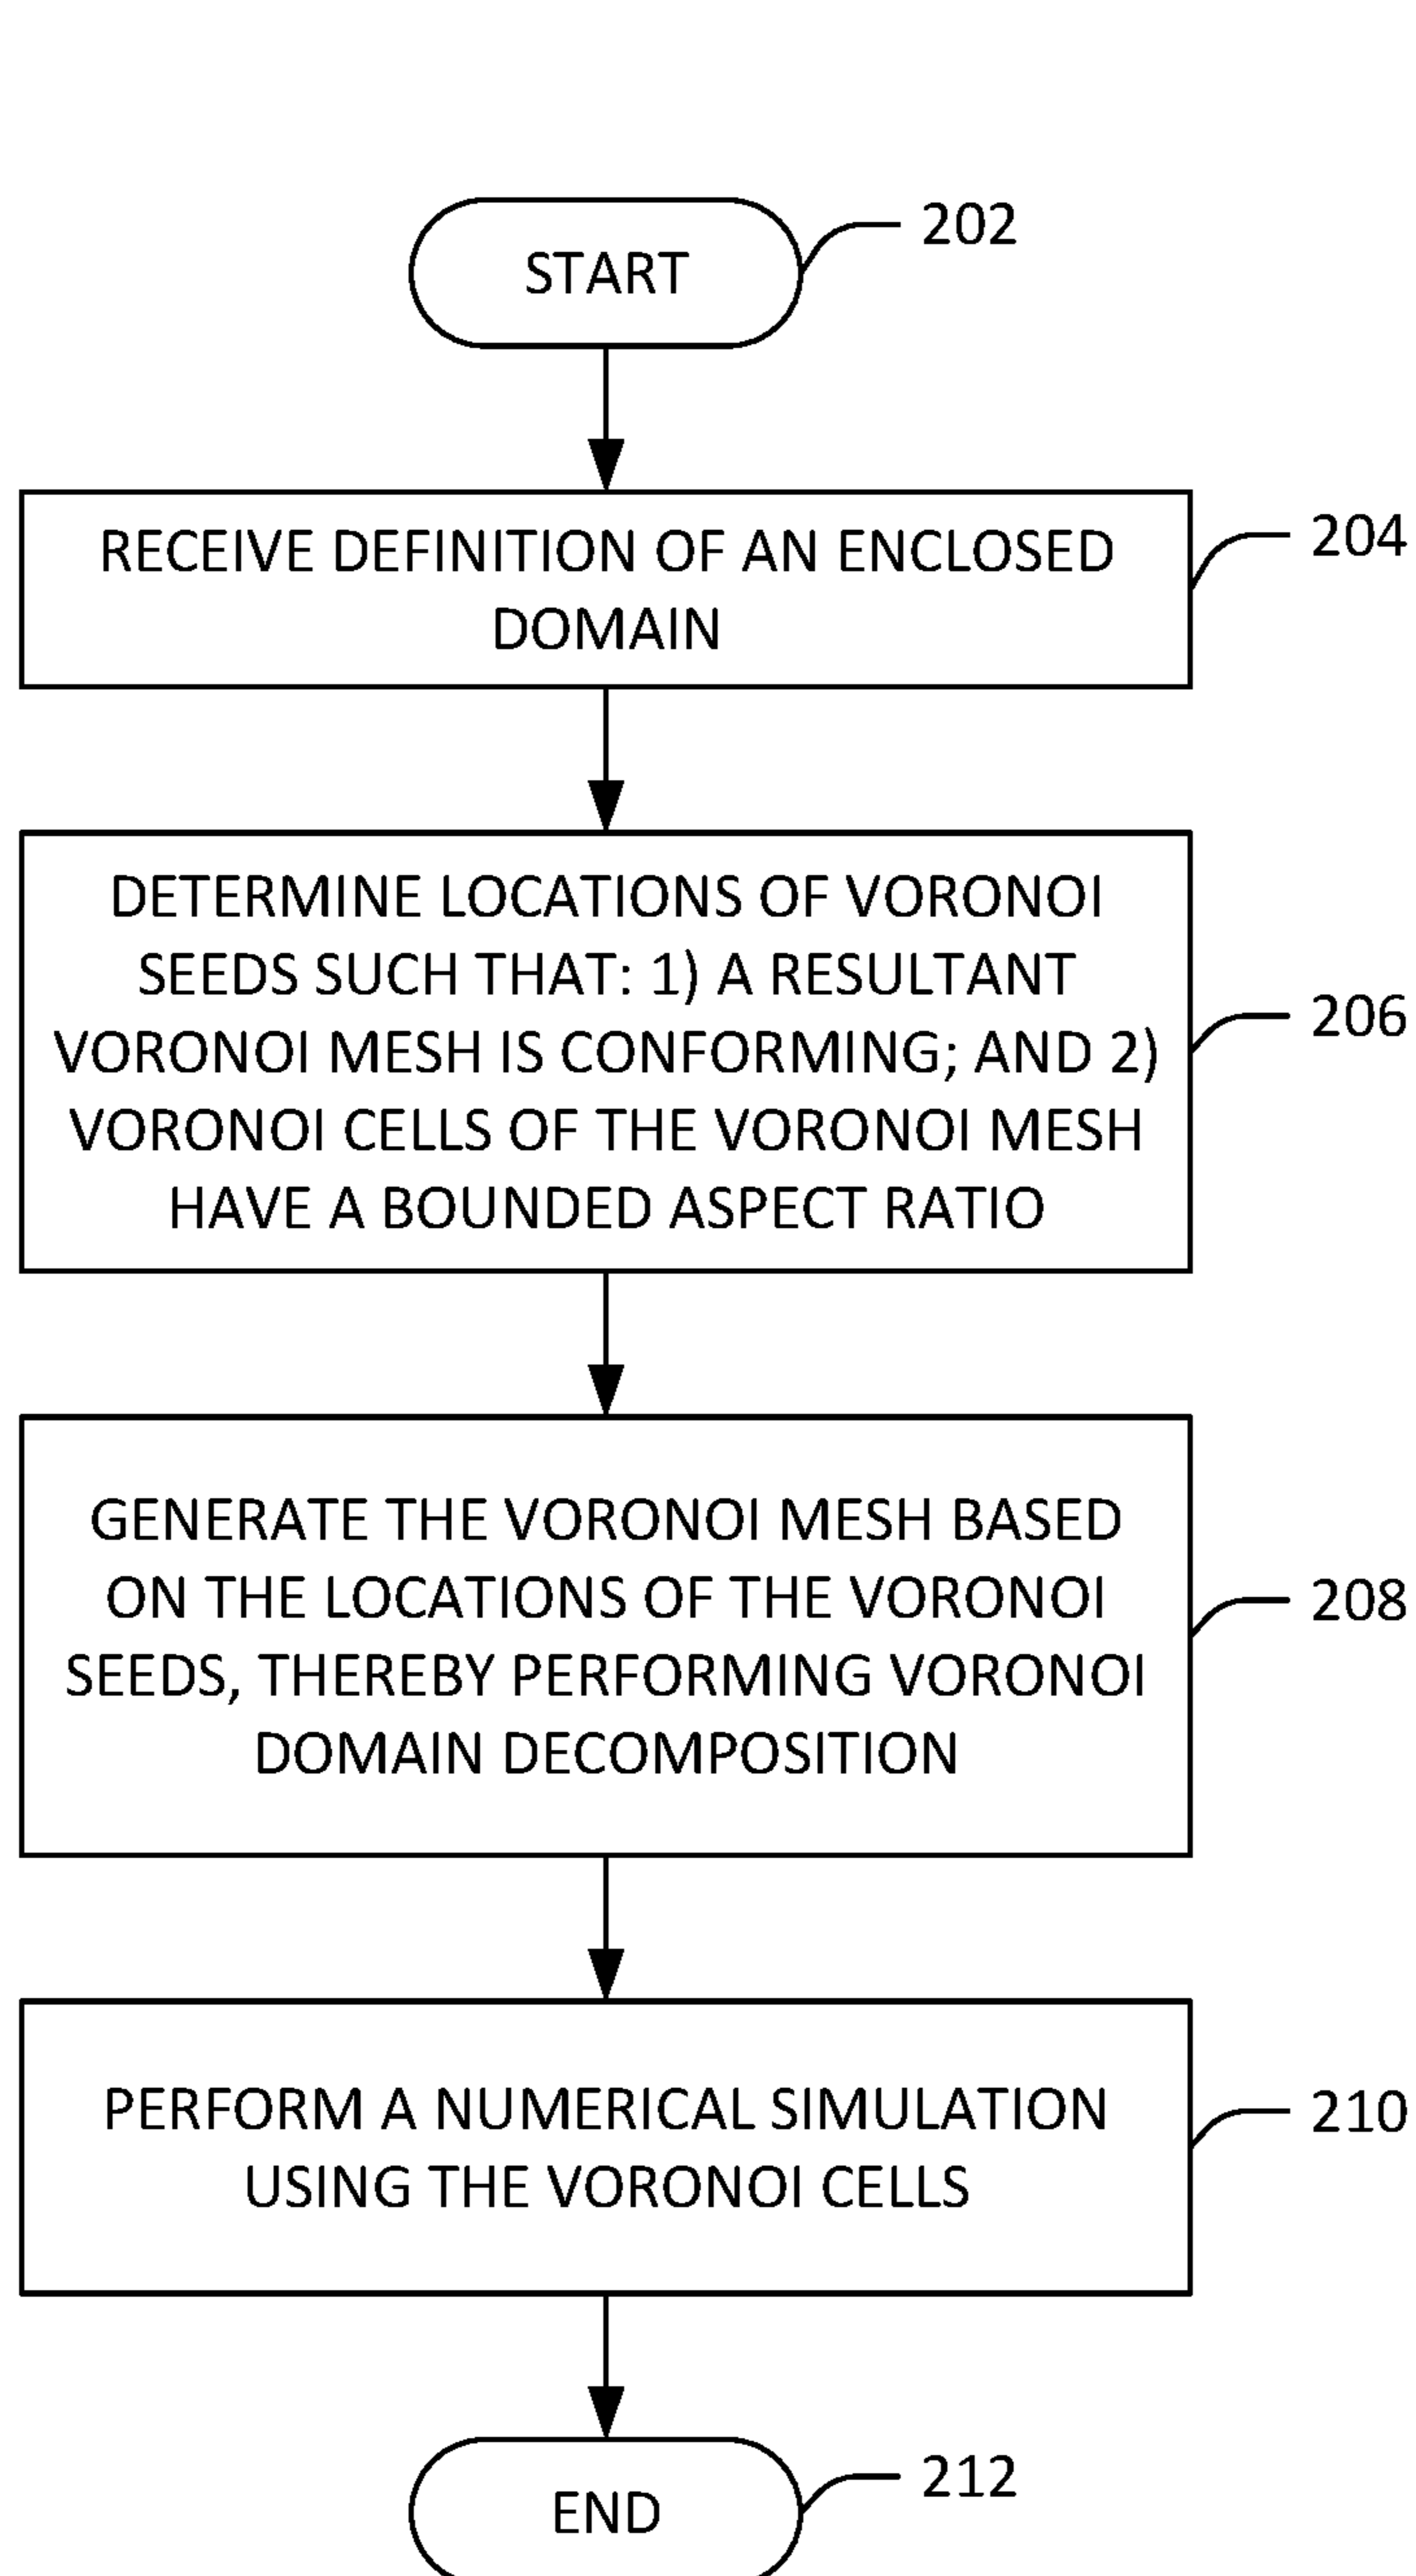 START
202
RECEIVE DEFINITION OF AN ENCLOSED
DOMAIN
204
DETERMINE LOCATIONS OF VORONOI
SEEDS SUCH THAT: 1) A RESULTANT
VORONOI MESH IS CONFORMING; AND 2)
VORONOI CELLS OF THE VORONOI MESH
HAVE A BOUNDED ASPECT RATIO
206
GENERATE THE VORONOI MESH BASED
ON THE LOCATIONS OF THE VORONOI
SEEDS, THEREBY PERFORMING VORONOI
DOMAIN DECOMPOSITION
208
PERFORM A NUMERICAL SIMULATION
USING THE VORONOI CELLS
210
END
212